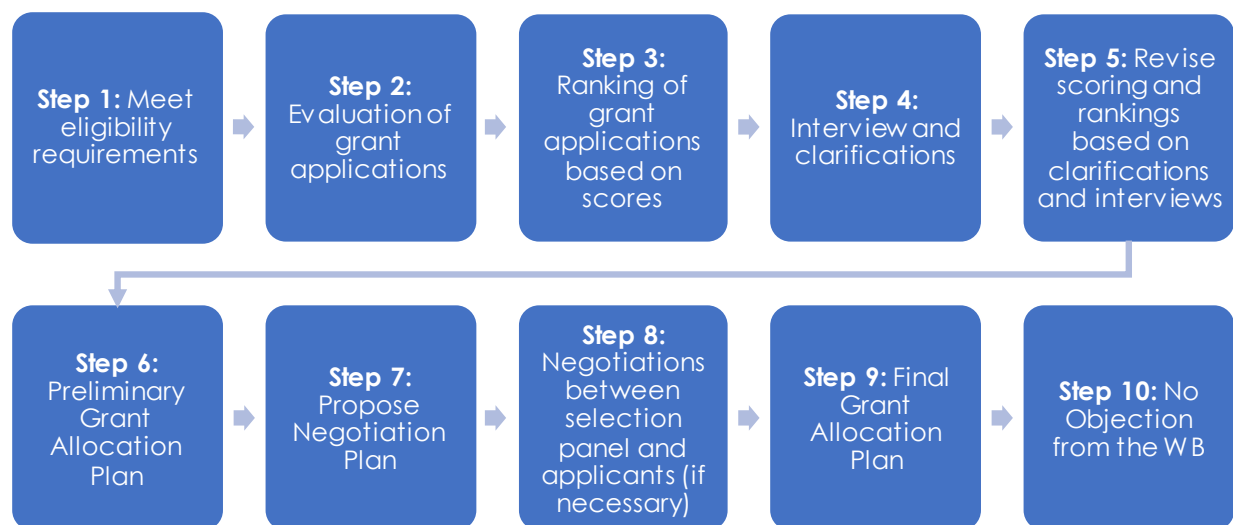 Step 1: Meet
eligibility
requirements
Step 2:
Evaluation of
grant
applications
Step 3:
Ranking of
grant
applications
based on
scores
Step 4:
Interview and
clarifications
Step 5: Revise
scoring and
rankings
based on
clarifications
and interviews
Step 6:
Preliminary
Grant
Allocation
Plan
Step 7:
Propose
Negotiation
Plan
Step 8:
Negotiations
between
selection
panel and
applicants (if
necessary)
Step 9: Final
Grant
Allocation
Plan
Step 10: No
Objection
from the WB